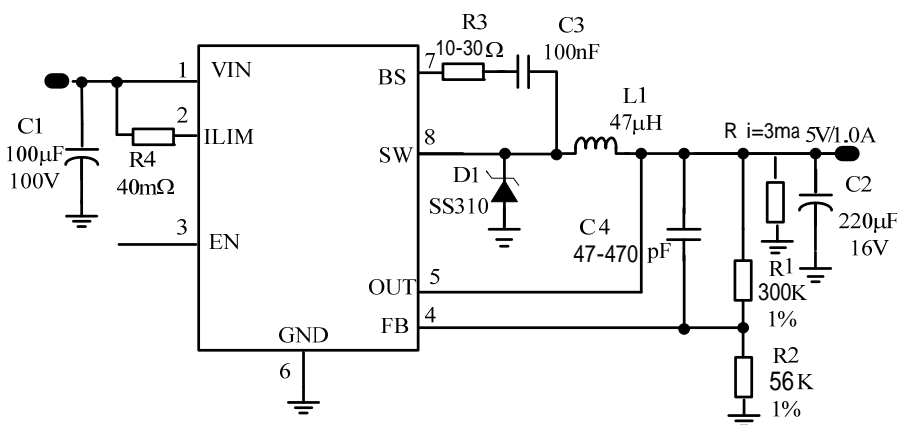 R3
10-30Ω
C3
100nF
1
VIN
7
BS
2
ILIM
C1
100μF
100V
R4
40mΩ
8
SW
L1
47μH
R i=3ma
5V/1.0A
D1
SS310
C2
220μF
16V
3
EN
C4
47-470 pF
OUT
5
R1
300K
1%
FB
4
GND
6
R2
56K
1%